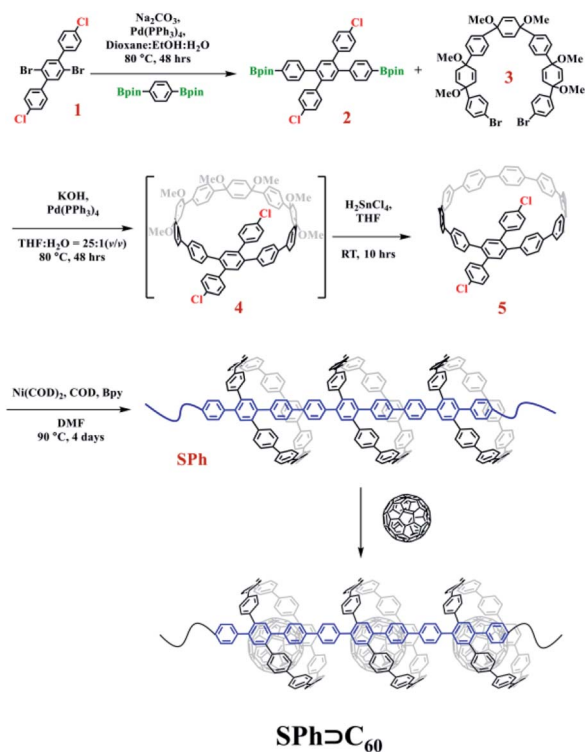 Cl
Na₂CO₃,
Pd(PPh₃)₄,
Dioxane:EtOH:H₂O
80 °C, 48 hrs
Br
Br
Bpin
Bpin
Cl
1
Cl
Bpin
Bpin
Cl
2
+
MeO
OMe
MeO
OMe
MeO
OMe
Br
Br
3
KOH,
Pd(PPh₃)₄
THF:H₂O = 25:1(v/v)
80 °C, 48 hrs
MeO
OMe
MeO
OMe
MeO
OMe
Cl
Cl
4
H₂SnCl₄,
THF
RT, 10 hrs
Cl
Cl
5
Ni(COD)₂, COD, Bpy
DMF
90 °C, 4 days
SPh
SPh⊃C₆₀